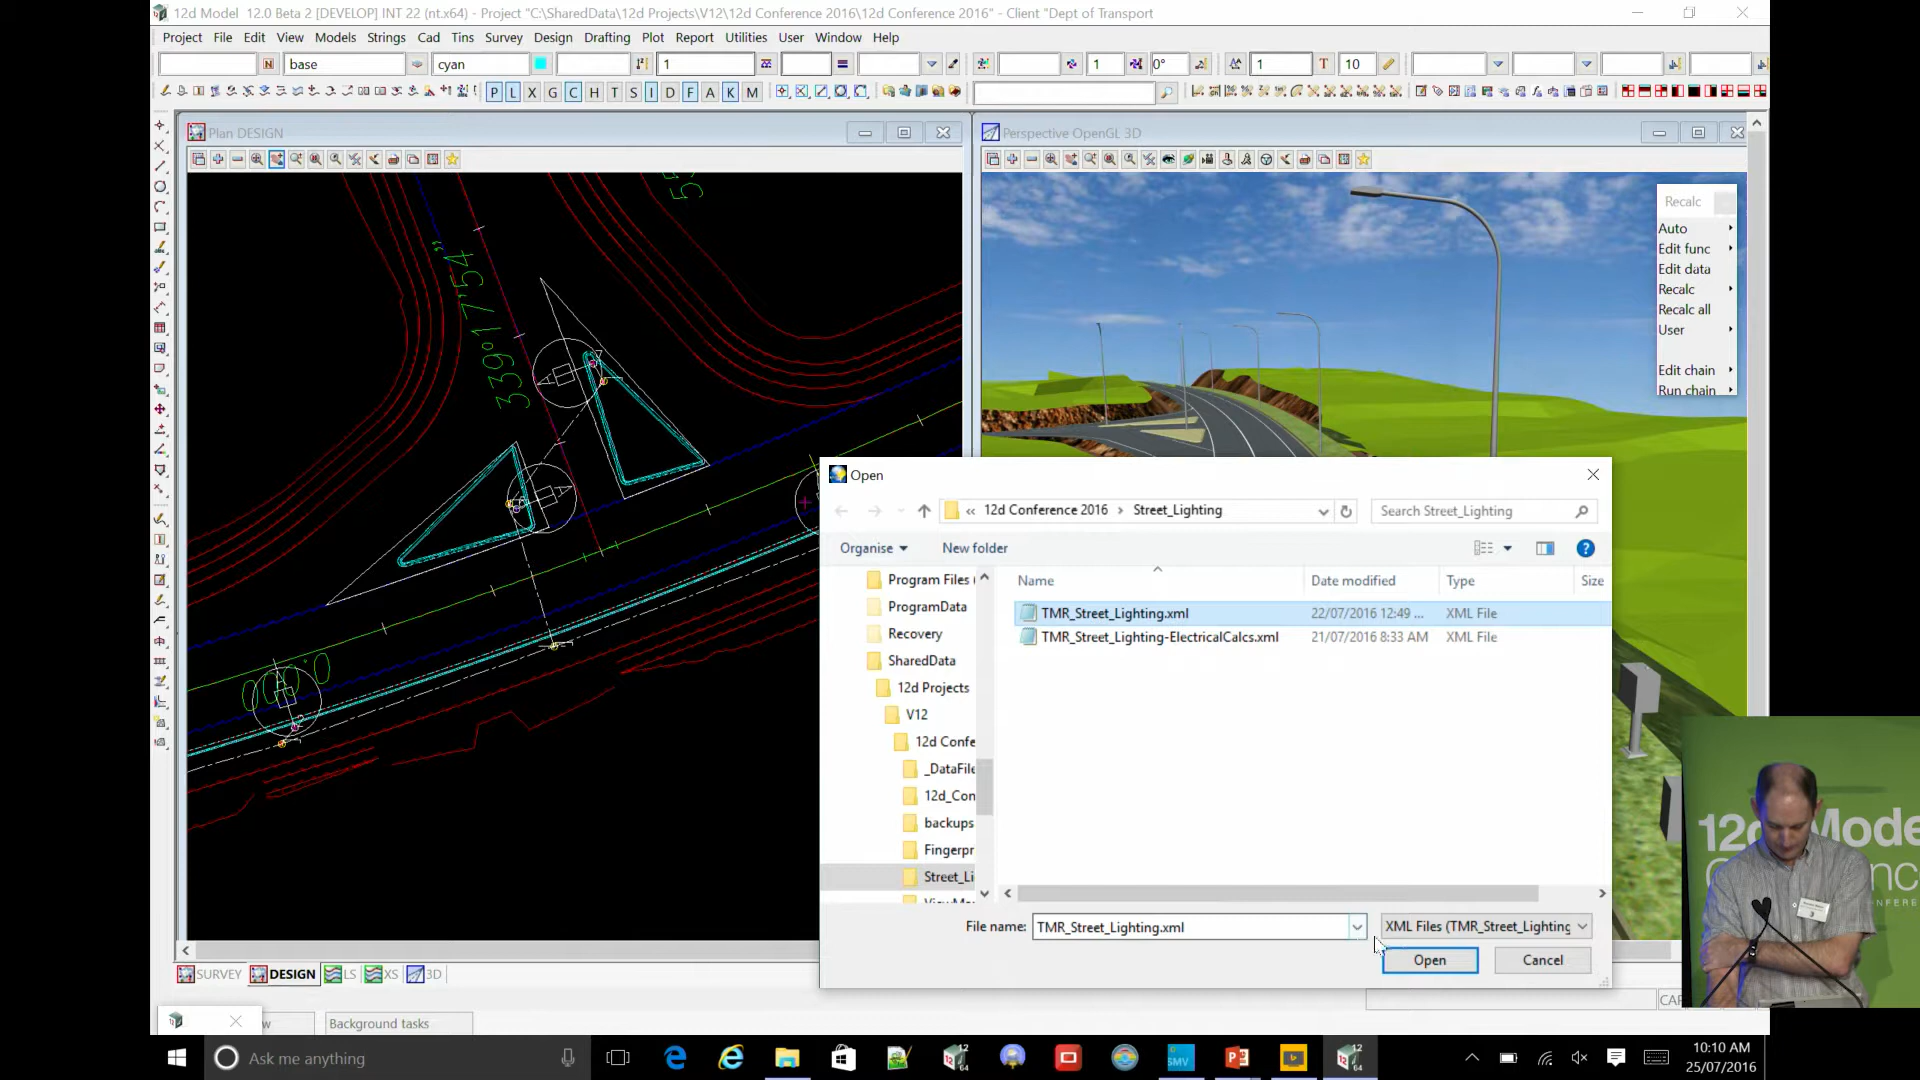 12d Model 12.0 Beta 2 [DEVELOP] INT 22 (nt.x64) - Project "C:\SharedData\12d Projects\V12\12d Conference 2016\12d Conference 2016" - Client "Dept of Transport
Project File Edit View Models Strings Cad Tins Survey Design Drafting Plot Report Utilities User Window Help
base cyan 1 1 0° 1 T 10
P L X G C H T S I D F A K M
Plan DESIGN
Perspective OpenGL 3D
339°17'54"
0.000
Recalc
Auto
Edit func
Edit data
Recalc
Recalc all
User
Edit chain
Run chain
Open
« 12d Conference 2016 › Street_Lighting
Search Street_Lighting
Organise New folder
Name Date modified Type Size
TMR_Street_Lighting.xml 22/07/2016 12:49 ... XML File
TMR_Street_Lighting-ElectricalCalcs.xml 21/07/2016 8:33 AM XML File
Program Files (
ProgramData
Recovery
SharedData
12d Projects
V12
12d Confe
_DataFile
12d_Con
backups
Fingerpr
Street_Li
File name: TMR_Street_Lighting.xml XML Files (TMR_Street_Lighting
Open Cancel
SURVEY DESIGN LS XS 3D
Background tasks
Ask me anything
10:10 AM
25/07/2016